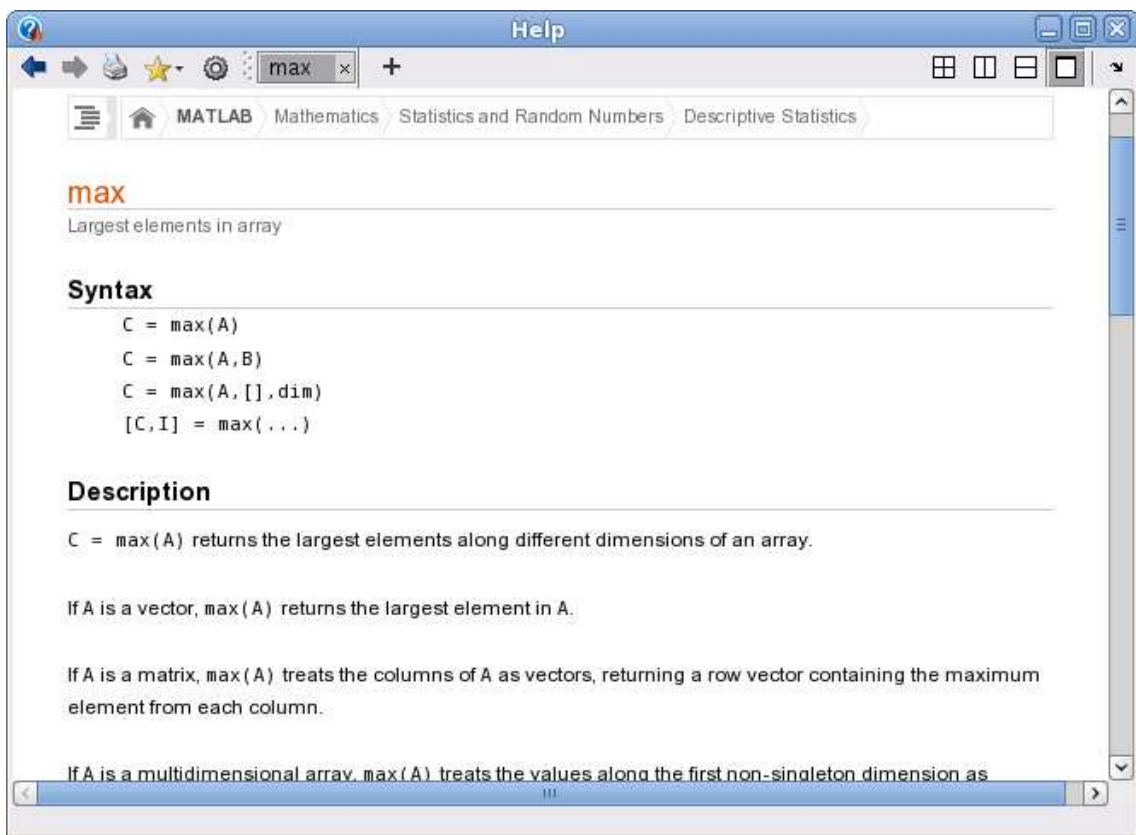 Help
max
MATLAB Mathematics Statistics and Random Numbers Descriptive Statistics
max
Largest elements in array
Syntax
C = max(A)
C = max(A,B)
C = max(A,[],dim)
[C,I] = max(...)
Description
C = max(A) returns the largest elements along different dimensions of an array.
If A is a vector, max(A) returns the largest element in A.
If A is a matrix, max(A) treats the columns of A as vectors, returning a row vector containing the maximum
element from each column.
If A is a multidimensional array, max(A) treats the values along the first non-singleton dimension as